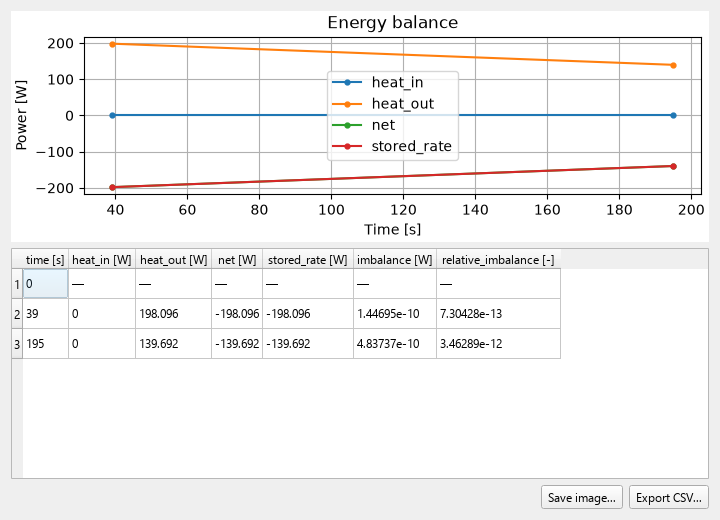 Energy balance
200
100
0
−100
−200
Power [W]
heat_in
heat_out
net
stored_rate
40 60 80 100 120 140 160 180 200
Time [s]
time [s] heat_in [W] heat_out [W] net [W] stored_rate [W] imbalance [W] relative_imbalance [-]
1 0 — — — — — —
2 39 0 198.096 -198.096 -198.096 1.44695e-10 7.30428e-13
3 195 0 139.692 -139.692 -139.692 4.83737e-10 3.46289e-12
Save image... Export CSV...